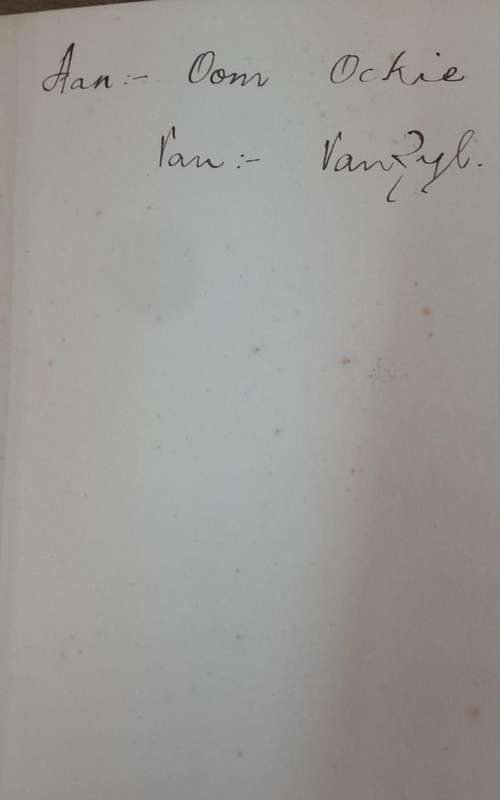 Aan:- Oom Ockie
Van:- Van Zyl.